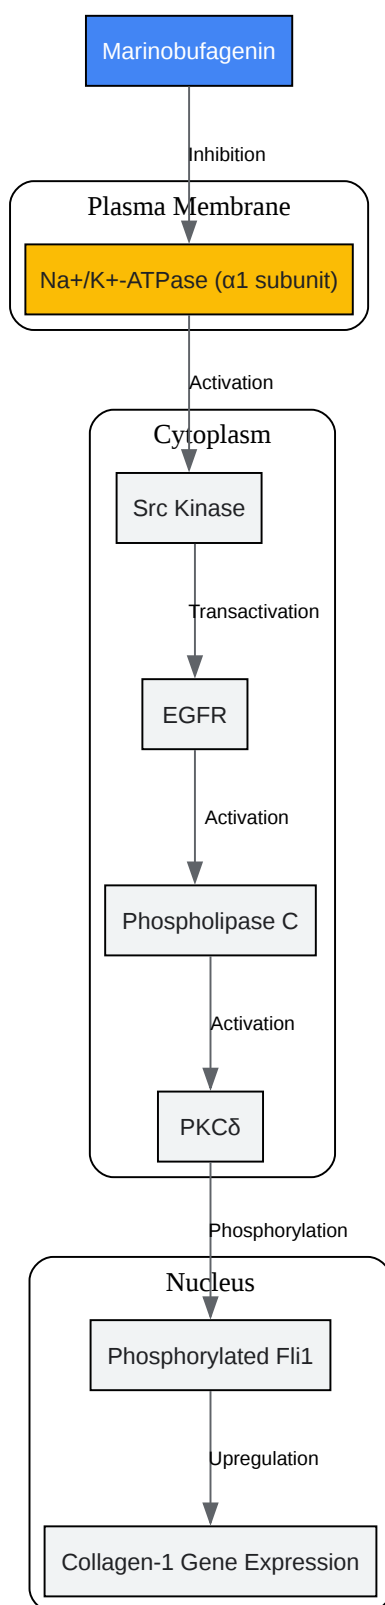 Marinobufagenin
Inhibition
Plasma Membrane
Na+/K+-ATPase (α1 subunit)
Activation
Cytoplasm
Src Kinase
Transactivation
EGFR
Activation
Phospholipase C
Activation
PKCδ
Phosphorylation
Nucleus
Phosphorylated Fli1
Upregulation
Collagen-1 Gene Expression